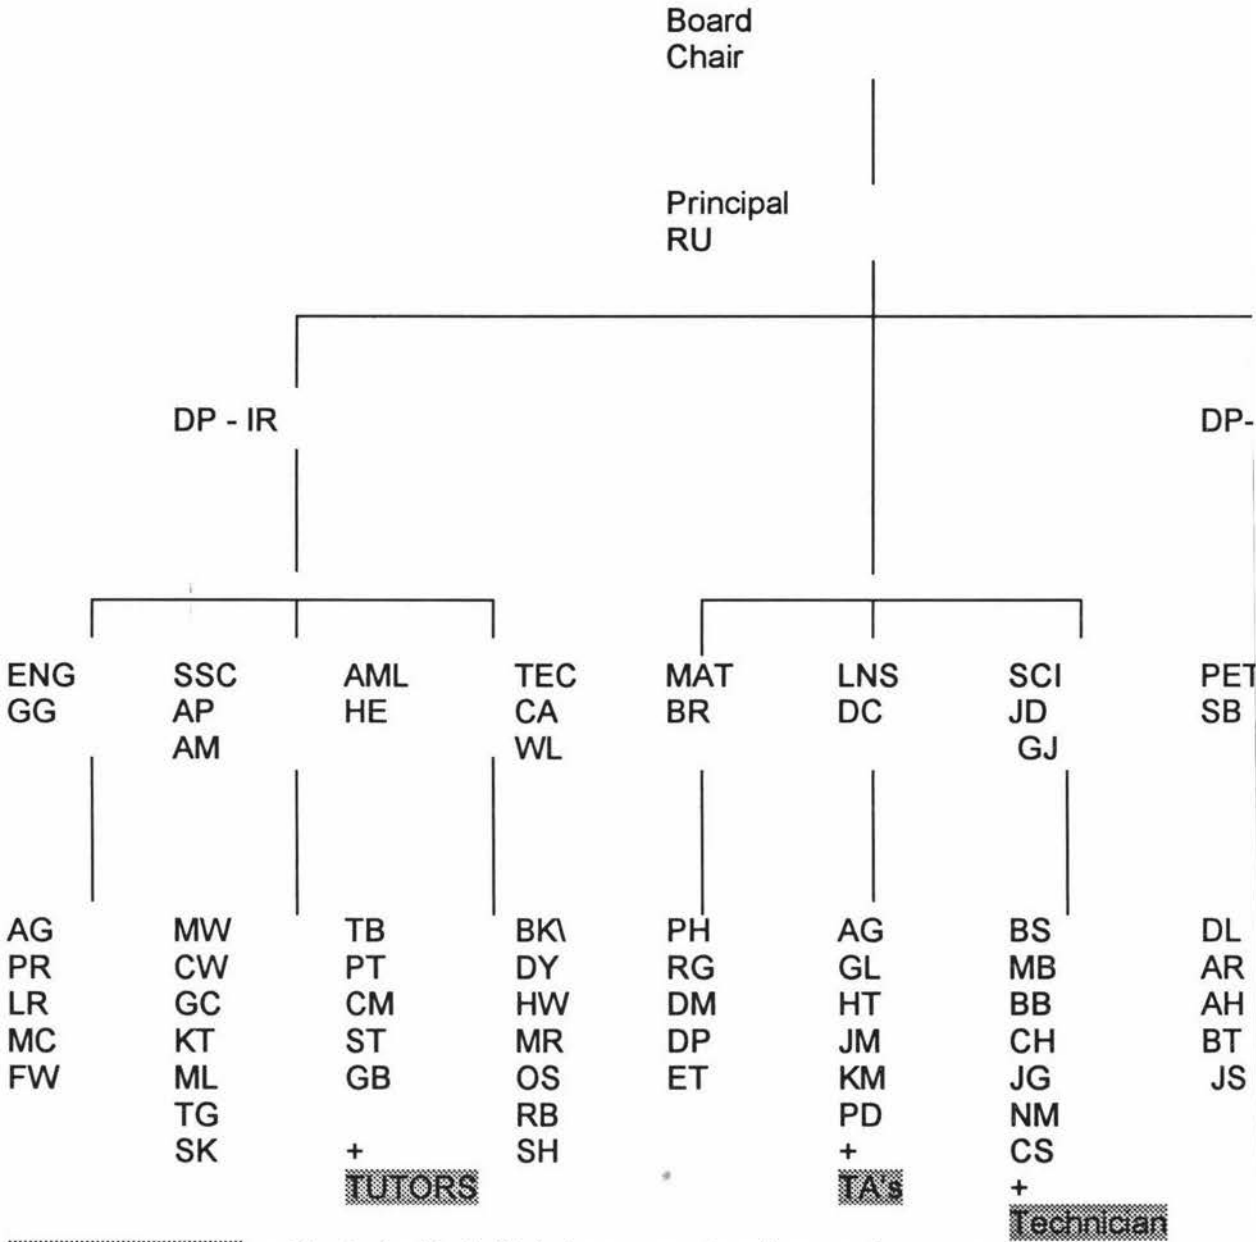 Board
Chair
Principal
RU
DP - IR
DP-
ENG SSC AML TEC MAT LNS SCI PET
GG AP HE CA BR DC JD SB
AM WL GJ
AG MW TB BK\ PH AG BS DL
PR CW PT DY RG GL MB AR
LR GC CM HW DM HT BB AH
MC KT ST MR DP JM CH BT
FW ML GB OS ET KM JG JS
TG RB PD NM
SK + SH + CS
TUTORS TA's +
Technician